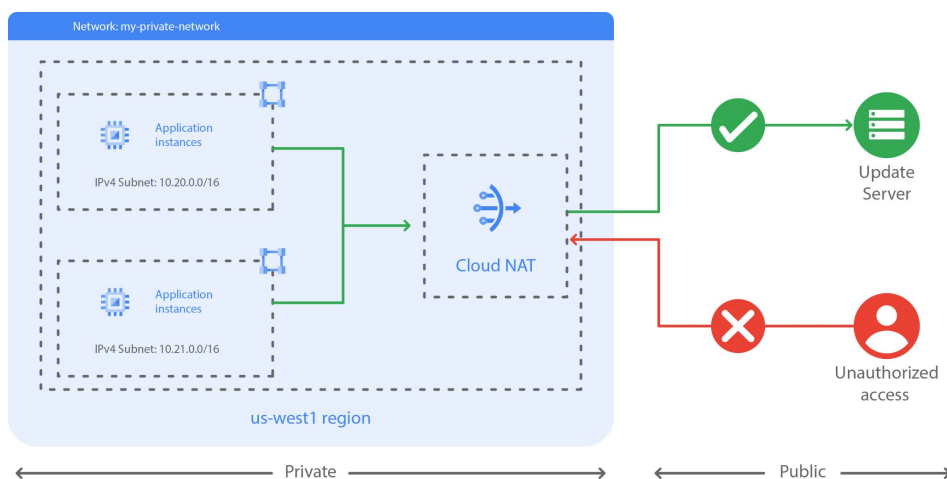 Network: my-private-network
Application
instances
IPv4 Subnet: 10.20.0.0/16
Application
instances
IPv4 Subnet: 10.21.0.0/16
Cloud NAT
us-west1 region
Update
Server
Unauthorized
access
Private
Public